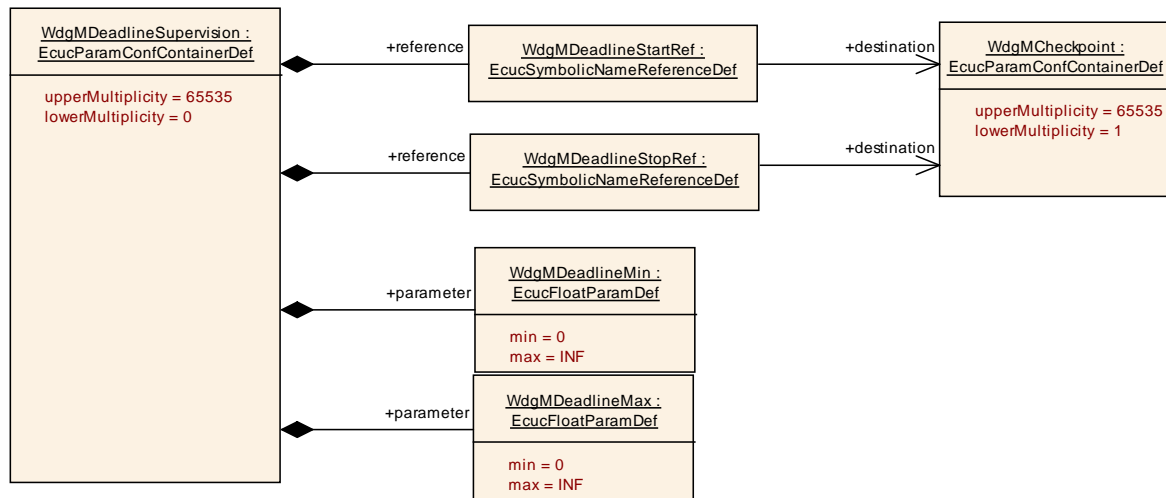 WdgMDeadlineSupervision :
EcucParamConfContainerDef
upperMultiplicity = 65535
lowerMultiplicity = 0
+reference
WdgMDeadlineStartRef :
EcucSymbolicNameReferenceDef
+destination
WdgMCheckpoint :
EcucParamConfContainerDef
upperMultiplicity = 65535
lowerMultiplicity = 1
+reference
WdgMDeadlineStopRef :
EcucSymbolicNameReferenceDef
+destination
+parameter
WdgMDeadlineMin :
EcucFloatParamDef
min = 0
max = INF
+parameter
WdgMDeadlineMax :
EcucFloatParamDef
min = 0
max = INF